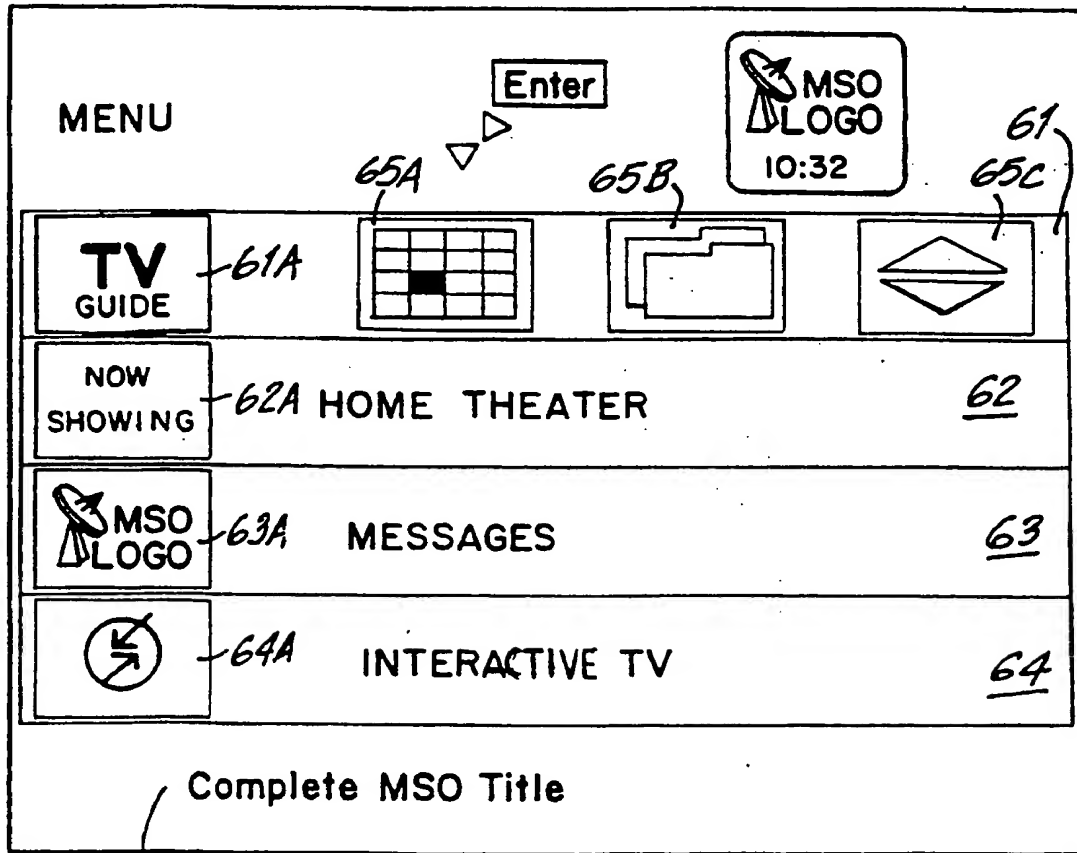 MENU
Enter
MSO
LOGO
10:32
61
65A
65B
65C
TV
GUIDE
61A
NOW
SHOWING
62A
HOME THEATER
62
MSO
LOGO
63A
MESSAGES
63
64A
INTERACTIVE TV
64
Complete MSO Title